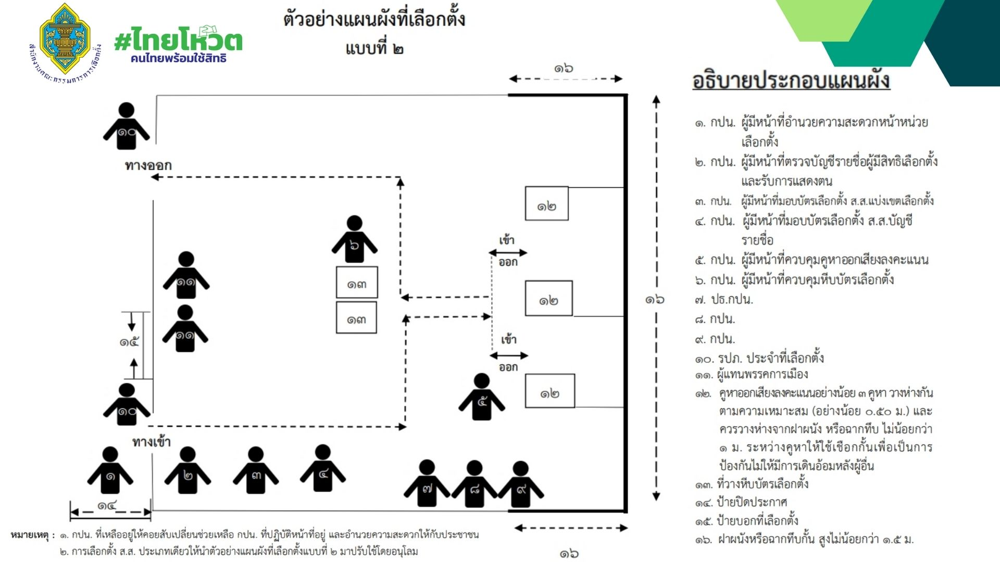 สำนักงานคณะกรรมการการเลือกตั้ง
#ไทยโหวต
คนไทยพร้อมใช้สิทธิ
ตัวอย่างแผนผังที่เลือกตั้ง
แบบที่ ๒
๑๖
๑๐
ทางออก
๑๒
๖
เข้า
ออก
๑๑
๑๓
๑๒
๑๖
๑๓
๑๑
๑๕
เข้า
ออก
๑๒
๕
๑๐
ทางเข้า
๑
๒
๓
๔
๗
๘
๙
๑๔
๑๖
อธิบายประกอบแผนผัง
๑. กปน. ผู้มีหน้าที่อำนวยความสะดวกหน้าหน่วย
เลือกตั้ง
๒. กปน. ผู้มีหน้าที่ตรวจบัญชีรายชื่อผู้มีสิทธิเลือกตั้ง
และรับการแสดงตน
๓. กปน. ผู้มีหน้าที่มอบบัตรเลือกตั้ง ส.ส.แบ่งเขตเลือกตั้ง
๔. กปน. ผู้มีหน้าที่มอบบัตรเลือกตั้ง ส.ส.บัญชี
รายชื่อ
๕. กปน. ผู้มีหน้าที่ควบคุมคูหาออกเสียงลงคะแนน
๖. กปน. ผู้มีหน้าที่ควบคุมหีบบัตรเลือกตั้ง
๗. ปธ.กปน.
๘. กปน.
๙. กปน.
๑๐. รปภ. ประจำที่เลือกตั้ง
๑๑. ผู้แทนพรรคการเมือง
๑๒. คูหาออกเสียงลงคะแนนอย่างน้อย ๓ คูหา วางห่างกัน
ตามความเหมาะสม (อย่างน้อย ๐.๕๐ ม.) และ
ควรวางห่างจากฝาผนัง หรือฉากทึบ ไม่น้อยกว่า
๑ ม. ระหว่างคูหาให้ใช้เชือกกั้นเพื่อเป็นการ
ป้องกันไม่ให้มีการเดินอ้อมหลังผู้อื่น
๑๓. ที่วางหีบบัตรเลือกตั้ง
๑๔. ป้ายปิดประกาศ
๑๕. ป้ายบอกที่เลือกตั้ง
๑๖. ฝาผนังหรือฉากทึบกั้น สูงไม่น้อยกว่า ๑.๕ ม.
หมายเหตุ : ๑. กปน. ที่เหลืออยู่ให้คอยสับเปลี่ยนช่วยเหลือ กปน. ที่ปฏิบัติหน้าที่อยู่ และอำนวยความสะดวกให้กับประชาชน
๒. การเลือกตั้ง ส.ส. ประเภทเดียวให้นำตัวอย่างแผนผังที่เลือกตั้งแบบที่ ๒ มาปรับใช้โดยอนุโลม